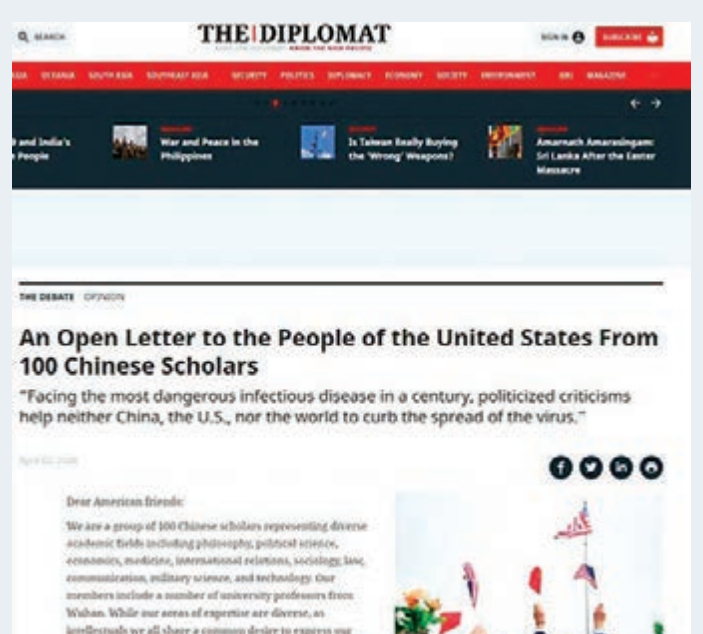 SEARCH
THE DIPLOMAT
SIGN IN
SUBSCRIBE
ASIA OCEANIA SOUTH ASIA SOUTHEAST ASIA SECURITY POLITICS DIPLOMACY ECONOMY SOCIETY ENVIRONMENT MAGAZINE
and India's
People
War and Peace in the
Philippines
Is Taiwan Really Buying
the 'Wrong' Weapons?
Amarnath Amarasingam:
Sri Lanka After the Easter
Massacre
THE DEBATE OPINION
An Open Letter to the People of the United States From
100 Chinese Scholars
"Facing the most dangerous infectious disease in a century, politicized criticisms
help neither China, the U.S., nor the world to curb the spread of the virus."
Dear American friends:
We are a group of 100 Chinese scholars representing diverse
academic fields including philosophy, political science,
economics, medicine, international relations, sociology, law,
communication, military science, and technology. Our
members include a number of university professors from
Wuhan. While our areas of expertise are diverse, as
intellectuals we all share a common desire to express our